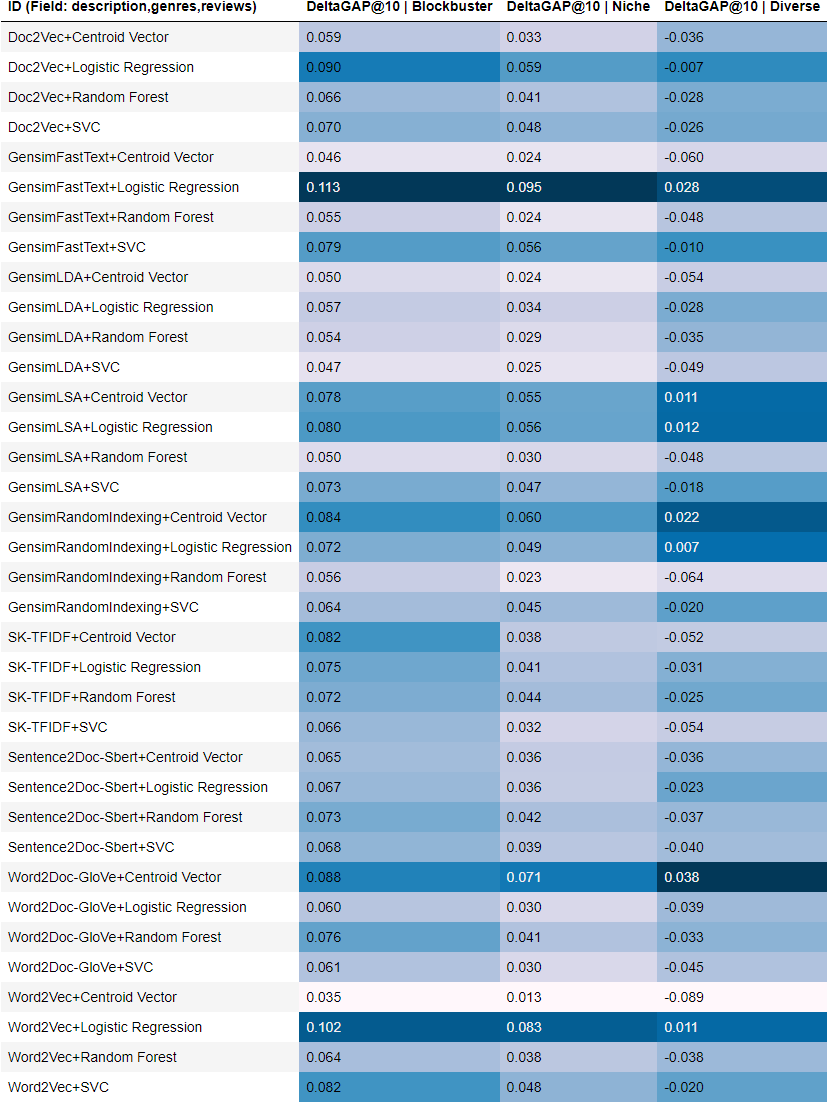 ID (Field: description,genres,reviews) DeltaGAP@10 | Blockbuster DeltaGAP@10 | Niche DeltaGAP@10 | Diverse
Doc2Vec+Centroid Vector 0.059 0.033 -0.036
Doc2Vec+Logistic Regression 0.090 0.059 -0.007
Doc2Vec+Random Forest 0.066 0.041 -0.028
Doc2Vec+SVC 0.070 0.048 -0.026
GensimFastText+Centroid Vector 0.046 0.024 -0.060
GensimFastText+Logistic Regression 0.113 0.095 0.028
GensimFastText+Random Forest 0.055 0.024 -0.048
GensimFastText+SVC 0.079 0.056 -0.010
GensimLDA+Centroid Vector 0.050 0.024 -0.054
GensimLDA+Logistic Regression 0.057 0.034 -0.028
GensimLDA+Random Forest 0.054 0.029 -0.035
GensimLDA+SVC 0.047 0.025 -0.049
GensimLSA+Centroid Vector 0.078 0.055 0.011
GensimLSA+Logistic Regression 0.080 0.056 0.012
GensimLSA+Random Forest 0.050 0.030 -0.048
GensimLSA+SVC 0.073 0.047 -0.018
GensimRandomIndexing+Centroid Vector 0.084 0.060 0.022
GensimRandomIndexing+Logistic Regression 0.072 0.049 0.007
GensimRandomIndexing+Random Forest 0.056 0.023 -0.064
GensimRandomIndexing+SVC 0.064 0.045 -0.020
SK-TFIDF+Centroid Vector 0.082 0.038 -0.052
SK-TFIDF+Logistic Regression 0.075 0.041 -0.031
SK-TFIDF+Random Forest 0.072 0.044 -0.025
SK-TFIDF+SVC 0.066 0.032 -0.054
Sentence2Doc-Sbert+Centroid Vector 0.065 0.036 -0.036
Sentence2Doc-Sbert+Logistic Regression 0.067 0.036 -0.023
Sentence2Doc-Sbert+Random Forest 0.073 0.042 -0.037
Sentence2Doc-Sbert+SVC 0.068 0.039 -0.040
Word2Doc-GloVe+Centroid Vector 0.088 0.071 0.038
Word2Doc-GloVe+Logistic Regression 0.060 0.030 -0.039
Word2Doc-GloVe+Random Forest 0.076 0.041 -0.033
Word2Doc-GloVe+SVC 0.061 0.030 -0.045
Word2Vec+Centroid Vector 0.035 0.013 -0.089
Word2Vec+Logistic Regression 0.102 0.083 0.011
Word2Vec+Random Forest 0.064 0.038 -0.038
Word2Vec+SVC 0.082 0.048 -0.020